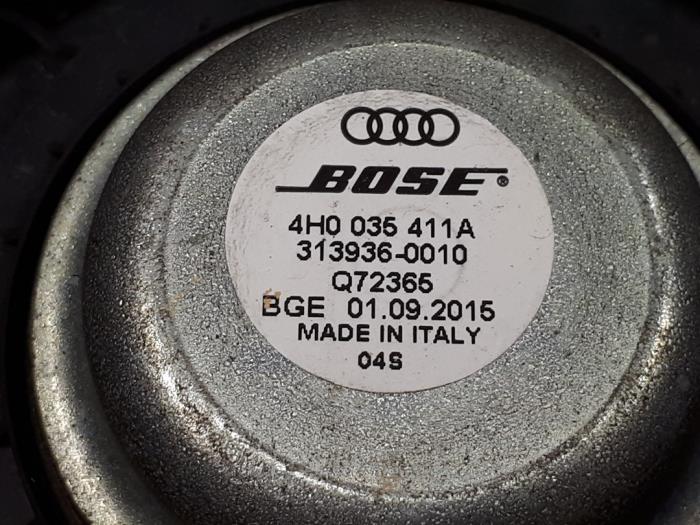 BOSE®
4H0 035 411A
313936-0010
Q72365
BGE 01.09.2015
MADE IN ITALY
04S